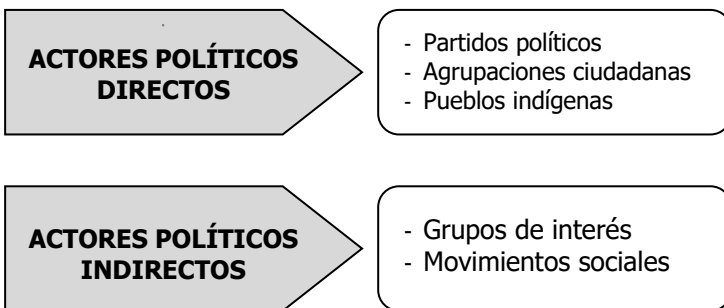 ACTORES POLÍTICOS
DIRECTOS
- Partidos políticos
- Agrupaciones ciudadanas
- Pueblos indígenas
ACTORES POLÍTICOS
INDIRECTOS
- Grupos de interés
- Movimientos sociales